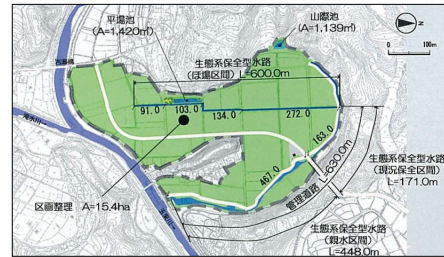 平場池
(A=1,420㎡)
山際池
(A=1,139㎡)
100m
生態系保全型水路
(ほ場区間) L=600.0m
91.0
103.0
134.0
272.0
163.0
467.0
管理道路 L=630.0m
生態系保全型水路
(現況保全区間)
L=171.0m
区画整理 A=15.4ha
生態系保全型水路
(親水区間)
L=448.0m